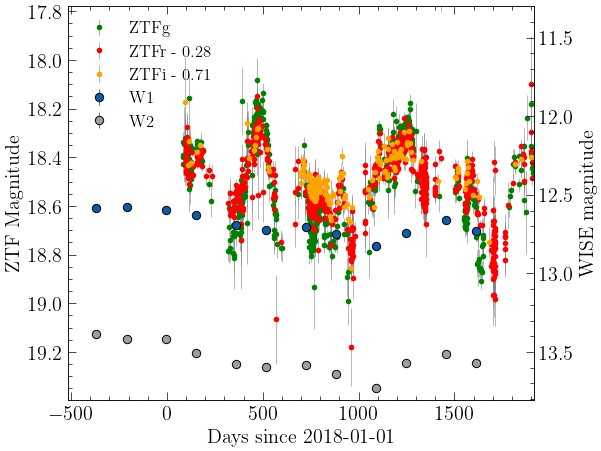 ZTFg
ZTFr - 0.28
ZTFi - 0.71
W1
W2
17.8
18.0
18.2
18.4
18.6
18.8
19.0
19.2
ZTF Magnitude
11.5
12.0
12.5
13.0
13.5
WISE magnitude
−500
0
500
1000
1500
Days since 2018-01-01